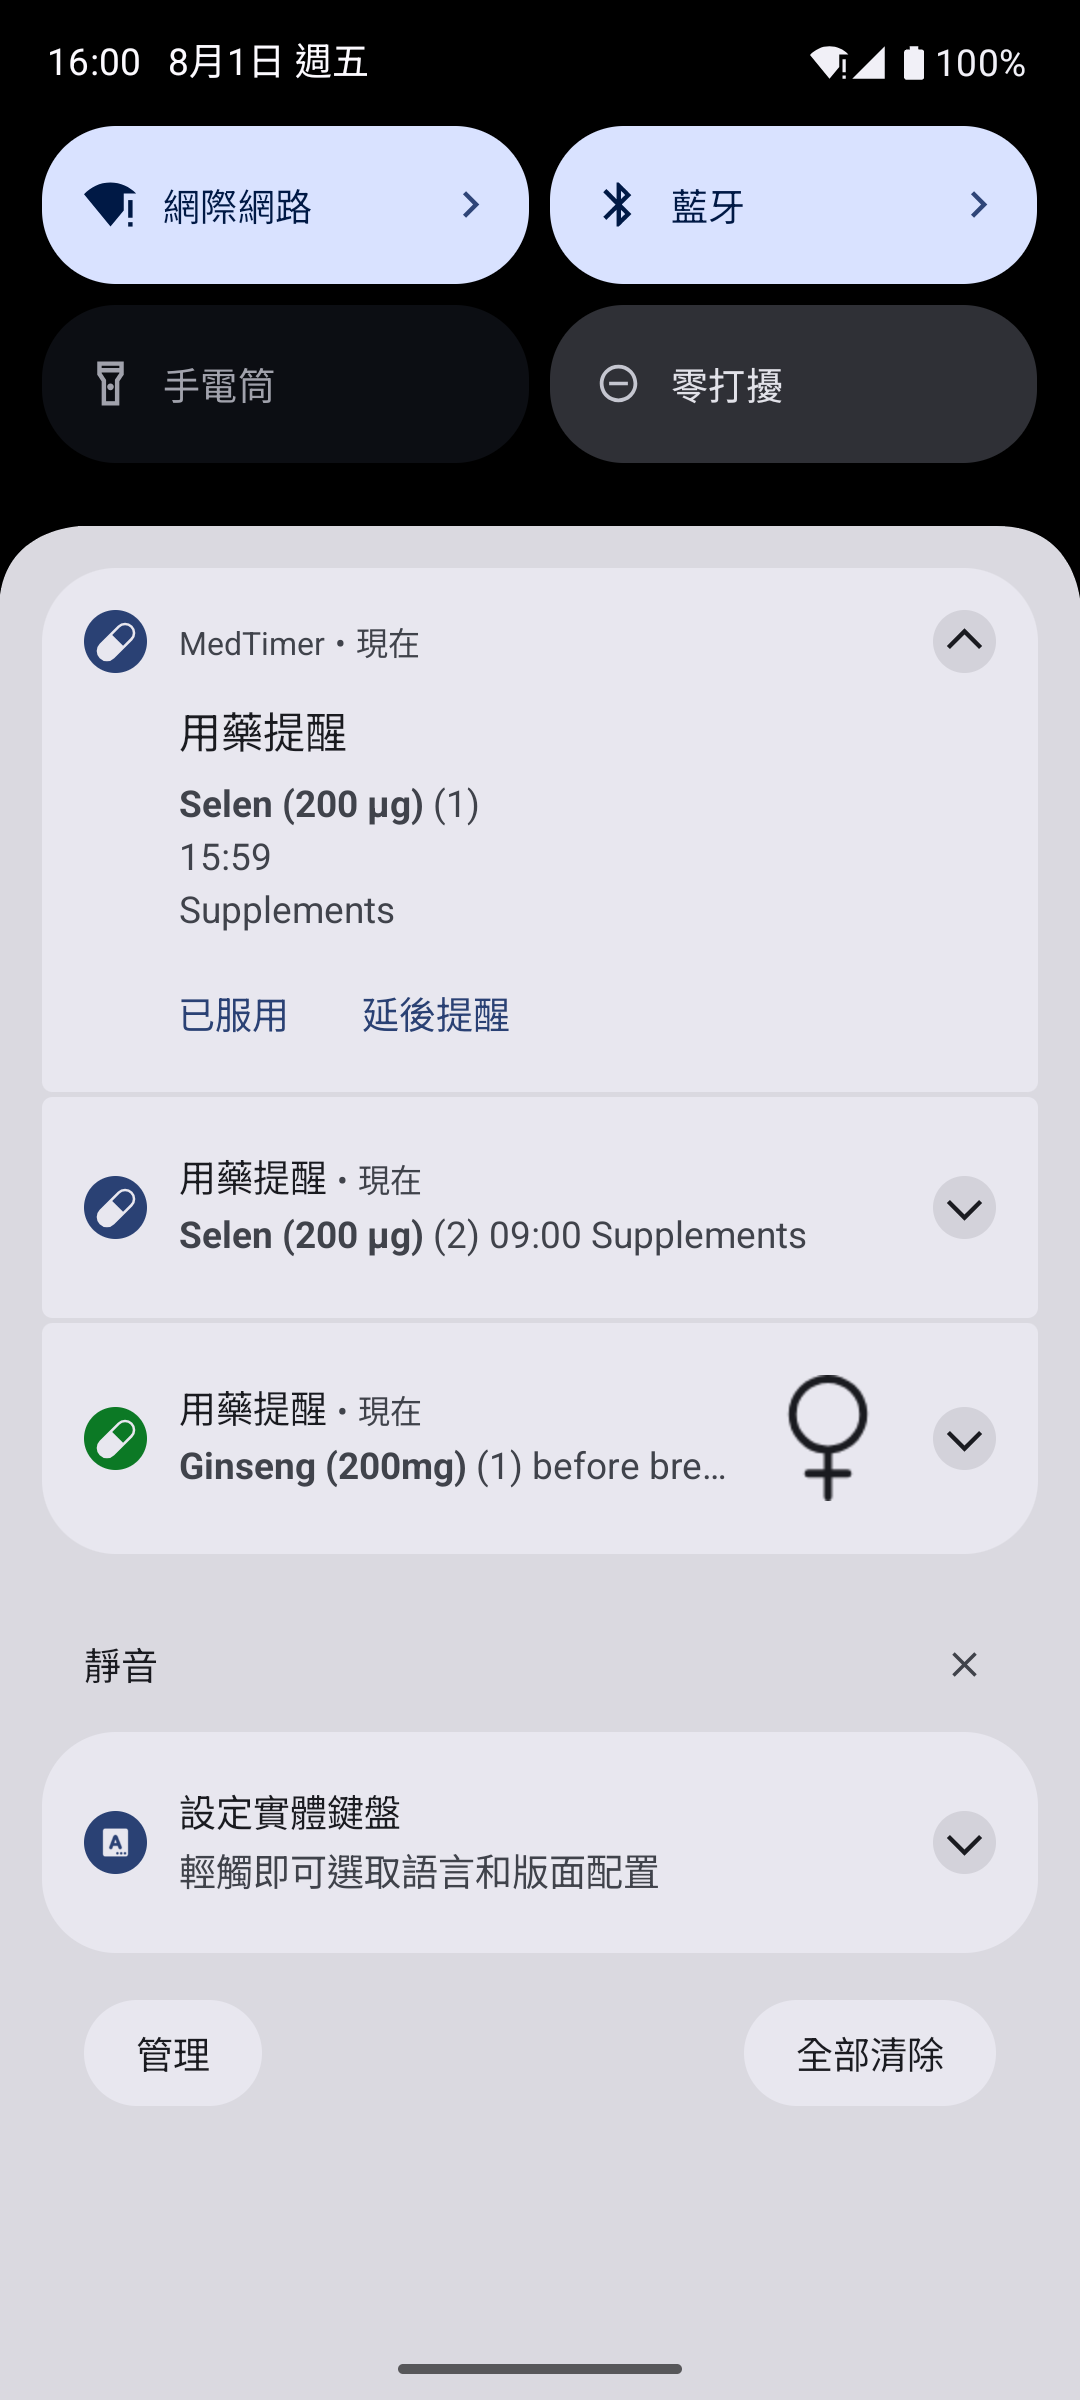 16:00 8月1日 週五
100%
網際網路
藍牙
手電筒
零打擾
MedTimer • 現在
用藥提醒
Selen (200 µg) (1)
15:59
Supplements
已服用 延後提醒
用藥提醒 • 現在
Selen (200 µg) (2) 09:00 Supplements
用藥提醒 • 現在
Ginseng (200mg) (1) before bre…
靜音
設定實體鍵盤
輕觸即可選取語言和版面配置
管理
全部清除